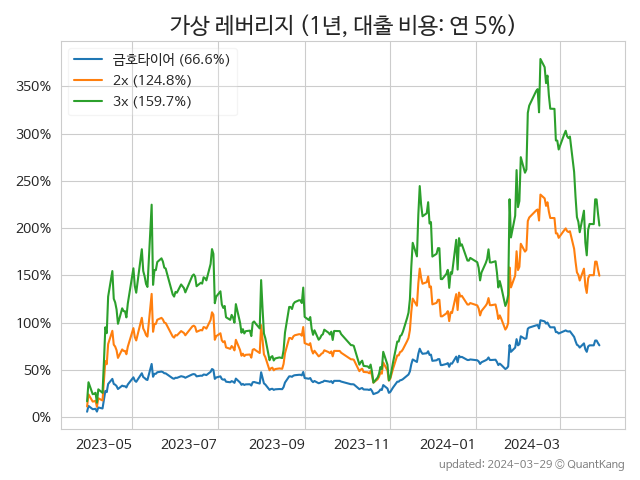 가상 레버리지 (1년, 대출 비용: 연 5%)
금호타이어 (66.6%)
2x (124.8%)
3x (159.7%)
350%
300%
250%
200%
150%
100%
50%
0%
2023-05 2023-07 2023-09 2023-11 2024-01 2024-03
updated: 2024-03-29 © QuantKang